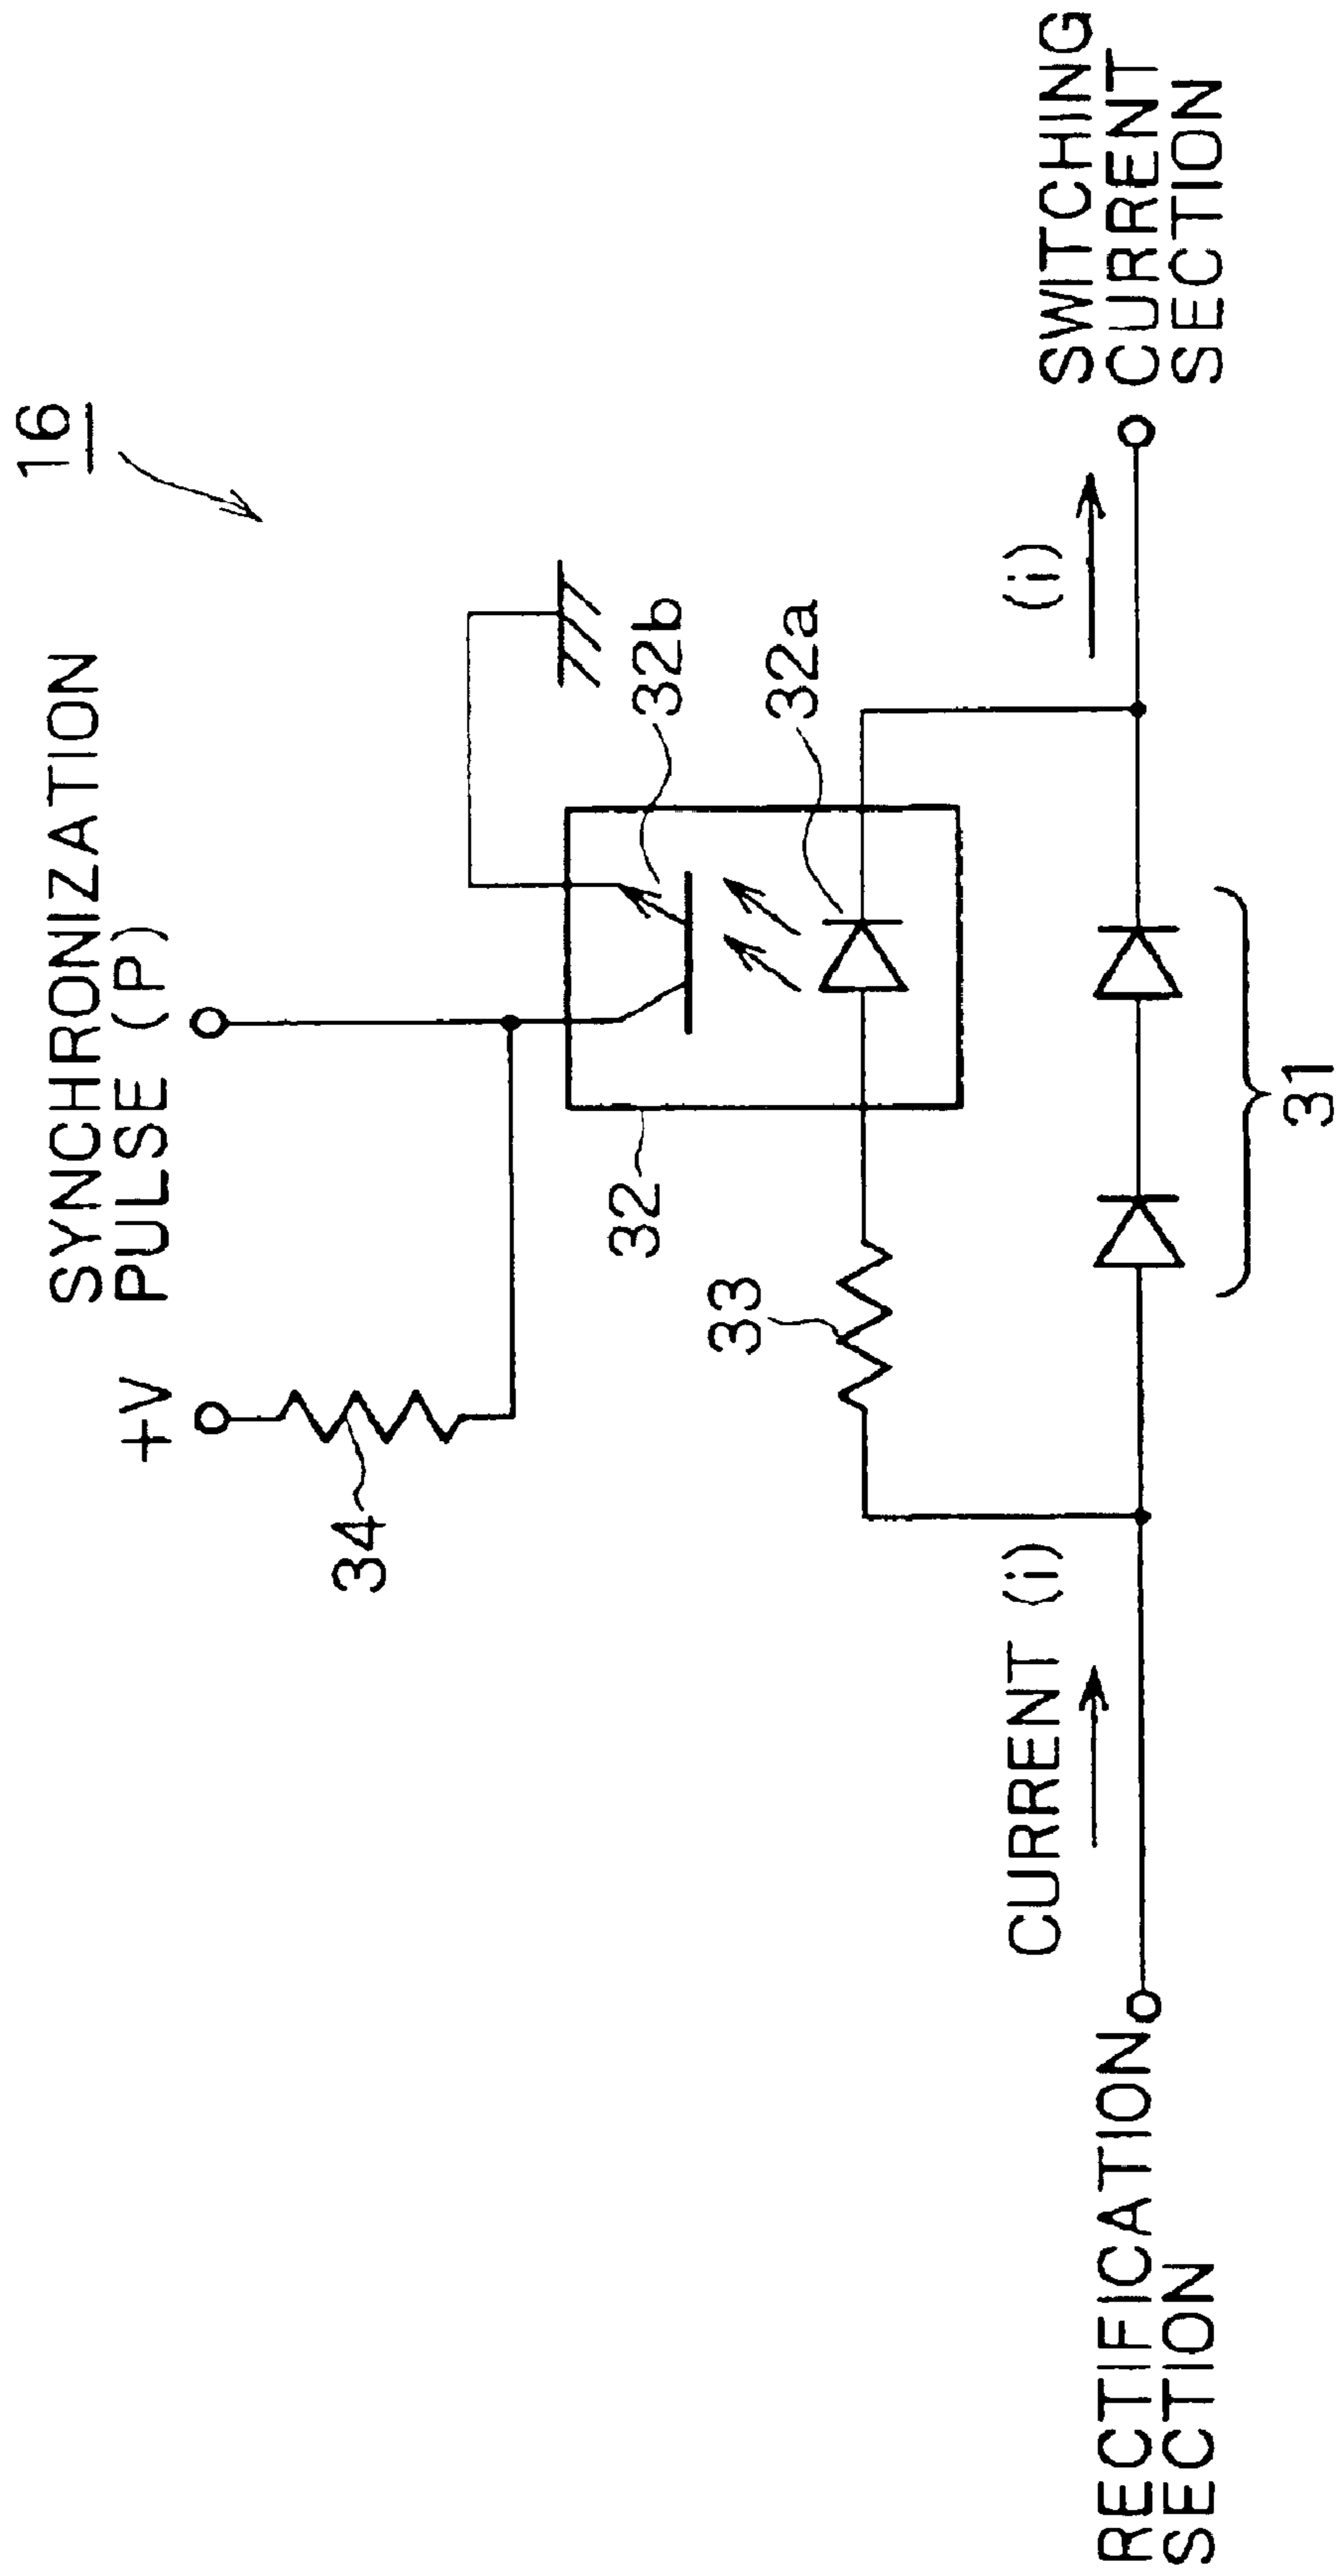 16
SYNCHRONIZATION
PULSE (P)
+V
34
32
32b
33
32a
CURRENT (i)
(i)
RECTIFICATION
SECTION
SWITCHING
CURRENT
SECTION
31